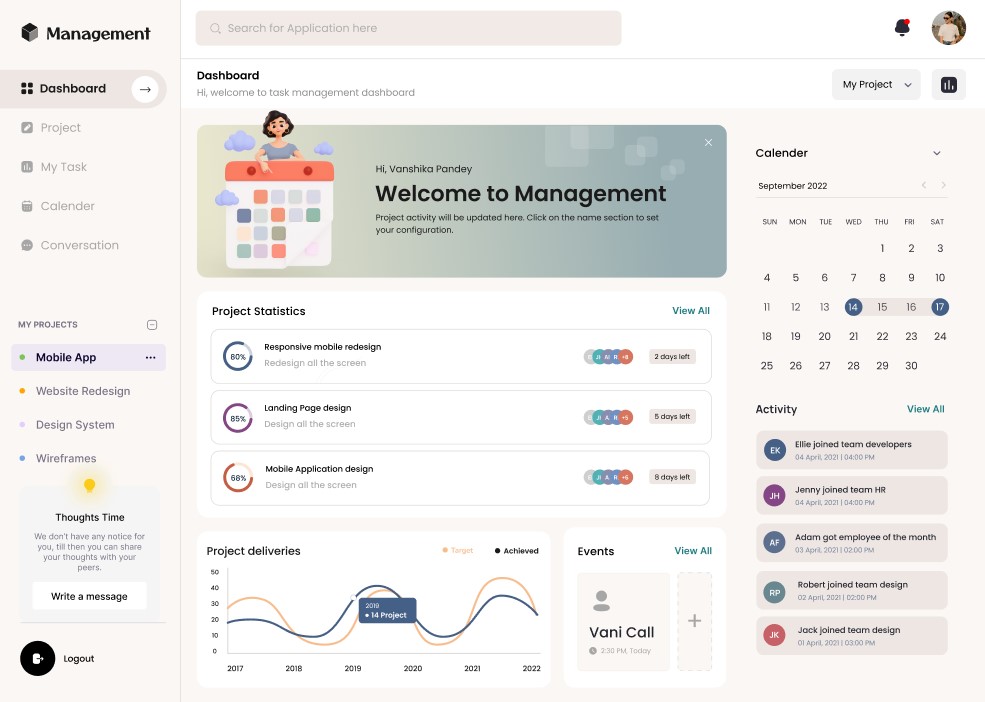 Management
Search for Application here
Dashboard
Project
My Task
Calender
Conversation
MY PROJECTS
Mobile App
Website Redesign
Design System
Wireframes
Thoughts Time
We don't have any notice for
you, till then you can share
your thoughts with your
peers.
Write a message
Logout
Dashboard
Hi, welcome to task management dashboard
My Project
Hi, Vanshika Pandey
Welcome to Management
Project activity will be updated here. Click on the name section to set
your configuration.
Project Statistics
View All
80%
Responsive mobile redesign
Redesign all the screen
R +8
2 days left
85%
Landing Page design
Design all the screen
A R +5
5 days left
68%
Mobile Application design
Design all the screen
A R +6
8 days left
Project deliveries
Target
Achieved
50
40
30
20
10
0
2019
14 Project
2017
2018
2019
2020
2021
2022
Events
View All
Vani Call
2:30 PM, Today
+
Calender
September 2022
SUN MON TUE WED THU FRI SAT
1 2 3
4 5 6 7 8 9 10
11 12 13 14 15 16 17
18 19 20 21 22 23 24
25 26 27 28 29 30
Activity
View All
EK
Ellie joined team developers
04 April, 2021 | 04:00 PM
JH
Jenny joined team HR
04 April, 2021 | 04:00 PM
AF
Adam got employee of the month
03 April, 2021 | 02:00 PM
RP
Robert joined team design
02 April, 2021 | 02:00 PM
JK
Jack joined team design
01 April, 2021 | 03:00 PM